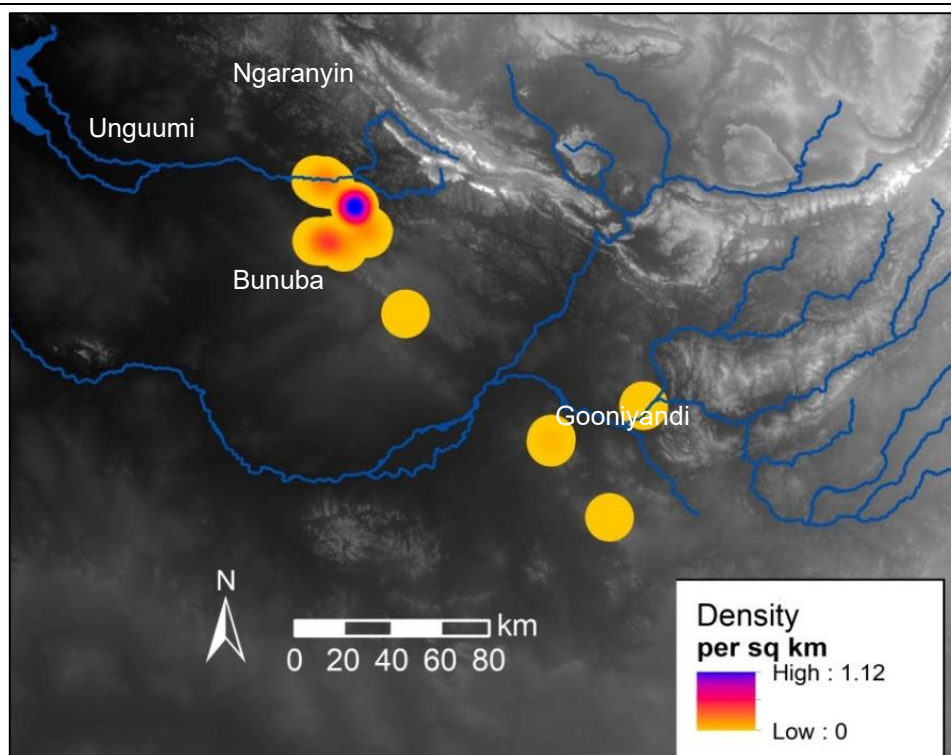 Ngaranyin
Unguumi
Bunuba
Gooniyandi
N
km
0 20 40 60 80
Density
per sq km
High : 1.12
Low : 0